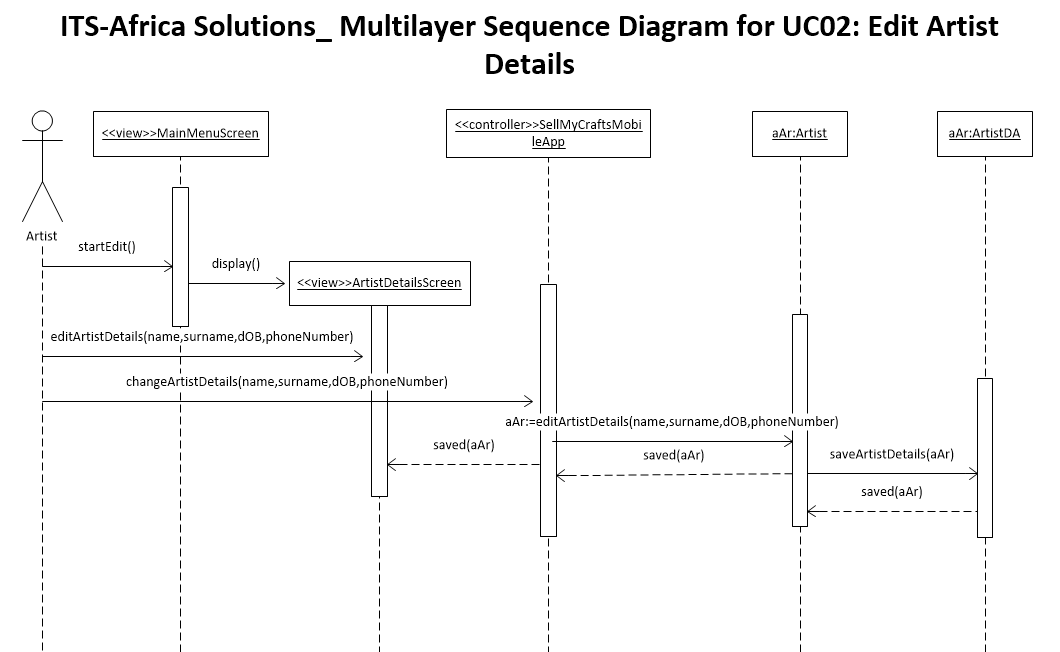 ITS-Africa Solutions_ Multilayer Sequence Diagram for UC02: Edit Artist
Details
<<view>>MainMenuScreen
<<controller>>SellMyCraftsMobi
leApp
aAr:Artist
aAr:ArtistDA
Artist
startEdit()
display()
<<view>>ArtistDetailsScreen
editArtistDetails(name,surname,dOB,phoneNumber)
changeArtistDetails(name,surname,dOB,phoneNumber)
aAr:=editArtistDetails(name,surname,dOB,phoneNumber)
saved(aAr)
saved(aAr)
saveArtistDetails(aAr)
saved(aAr)